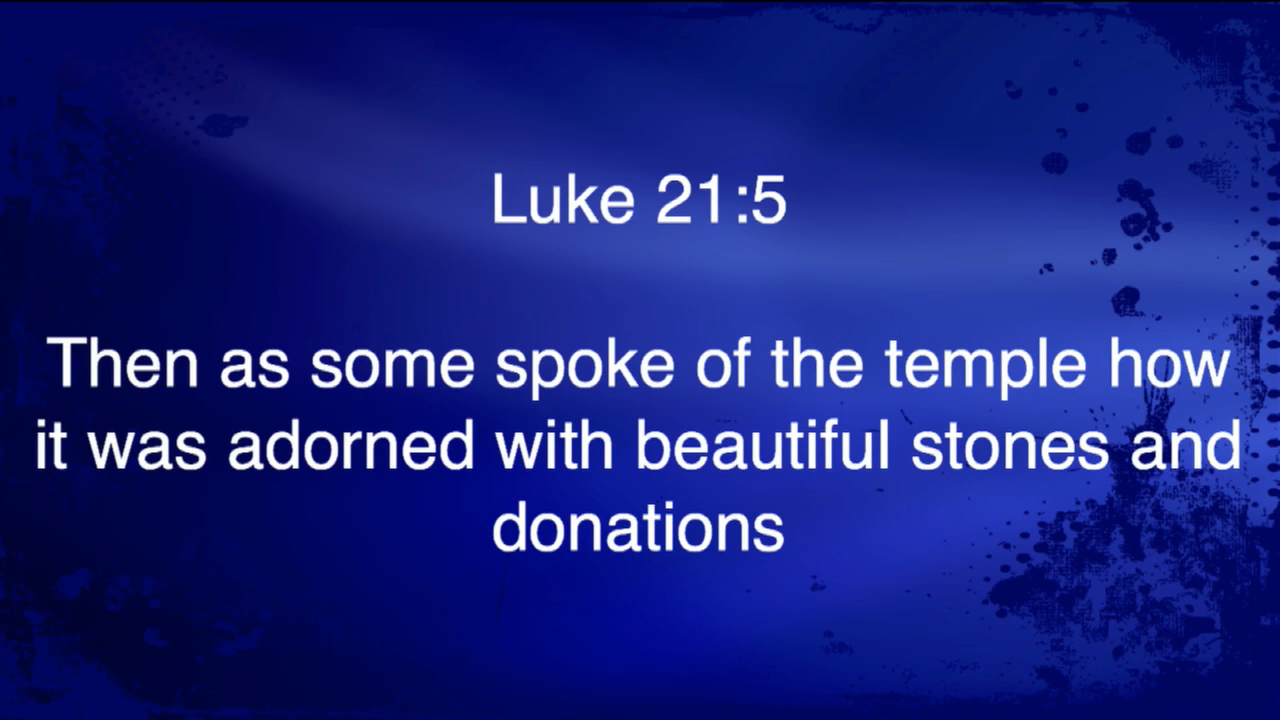 Luke 21:5
Then as some spoke of the temple how
it was adorned with beautiful stones and
donations